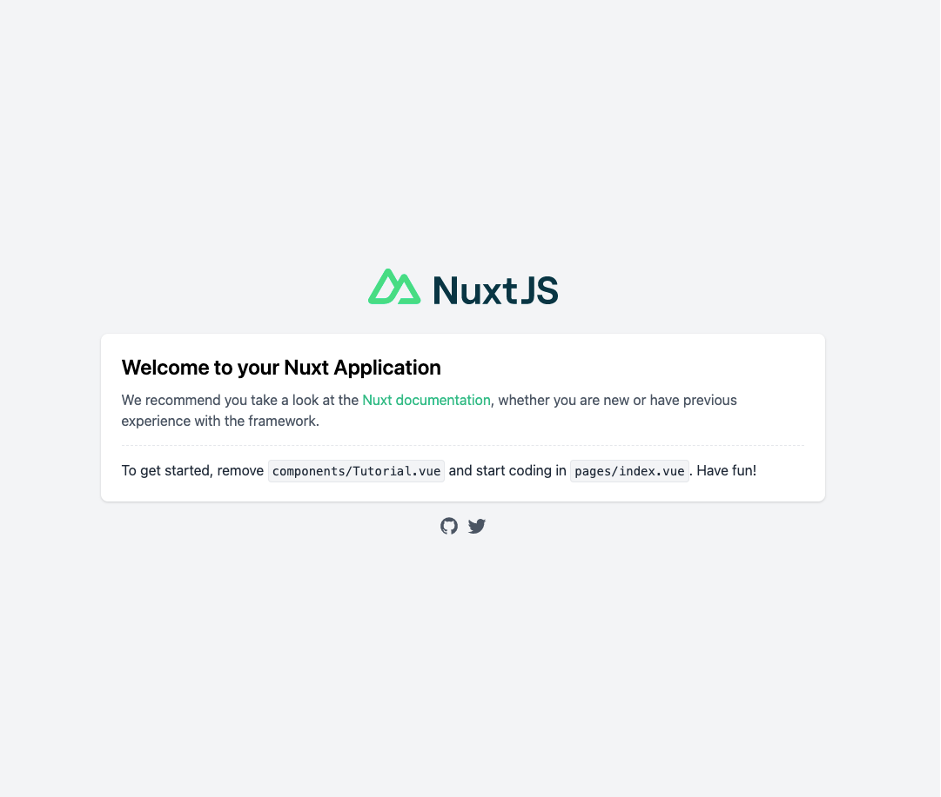 NuxtJS
Welcome to your Nuxt Application
We recommend you take a look at the Nuxt documentation, whether you are new or have previous
experience with the framework.
To get started, remove components/Tutorial.vue and start coding in pages/index.vue. Have fun!